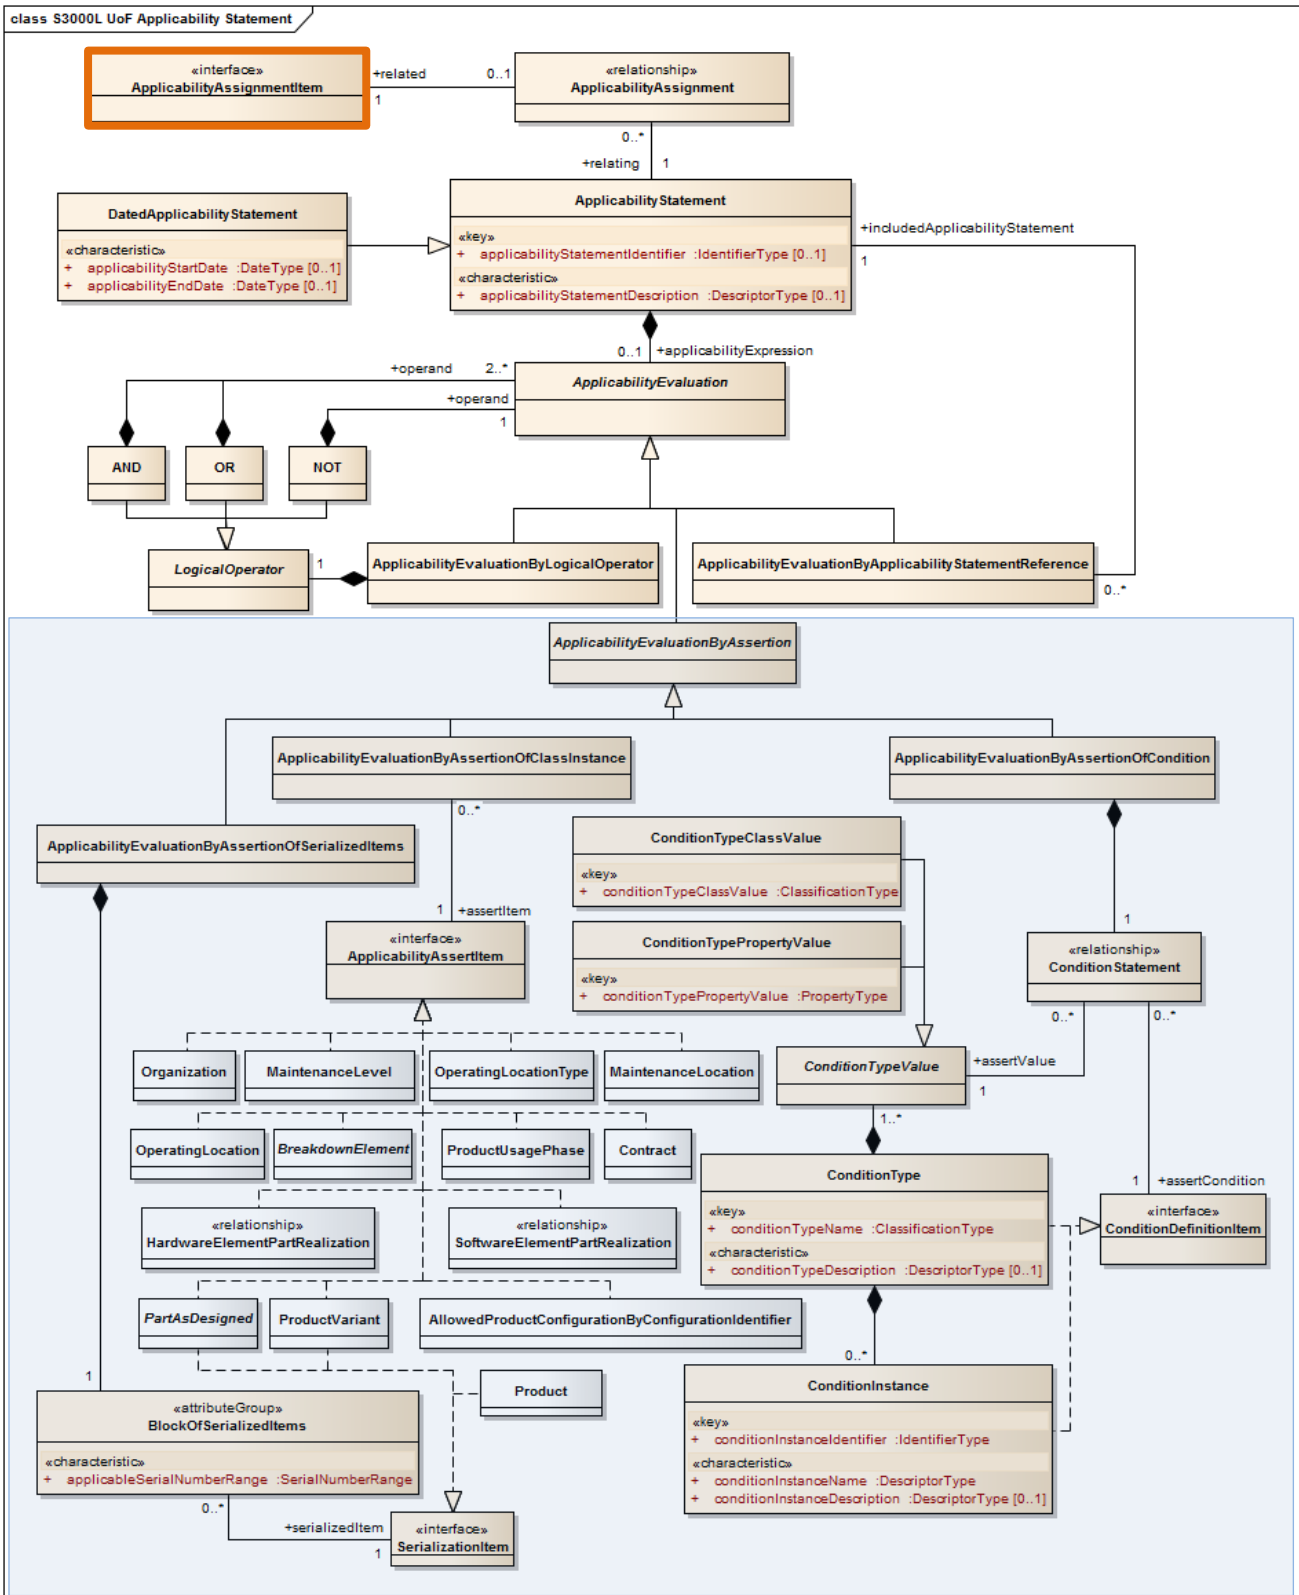 class S3000L UoF Applicability Statement
«interface»
ApplicabilityAssignmentItem
+related
1
0..1
«relationship»
ApplicabilityAssignment
0..*
+relating
1
DatedApplicabilityStatement
«characteristic»
+ applicabilityStartDate :DateType [0..1]
+ applicabilityEndDate :DateType [0..1]
ApplicabilityStatement
«key»
+ applicabilityStatementIdentifier :IdentifierType [0..1]
«characteristic»
+ applicabilityStatementDescription :DescriptorType [0..1]
+includedApplicabilityStatement
1
0..1
+applicabilityExpression
+operand
2..*
+operand
1
ApplicabilityEvaluation
AND
OR
NOT
LogicalOperator
1
ApplicabilityEvaluationByLogicalOperator
ApplicabilityEvaluationByApplicabilityStatementReference
0..*
ApplicabilityEvaluationByAssertion
ApplicabilityEvaluationByAssertionOfClassInstance
0..*
ApplicabilityEvaluationByAssertionOfCondition
ApplicabilityEvaluationByAssertionOfSerializedItems
ConditionTypeClassValue
«key»
+ conditionTypeClassValue :ClassificationType
1
+assertItem
«interface»
ApplicabilityAssertItem
ConditionTypePropertyValue
«key»
+ conditionTypePropertyValue :PropertyType
1
«relationship»
ConditionStatement
0..*
0..*
Organization
MaintenanceLevel
OperatingLocationType
MaintenanceLocation
ConditionTypeValue
+assertValue
1
1..*
OperatingLocation
BreakdownElement
ProductUsagePhase
Contract
ConditionType
«key»
+ conditionTypeName :ClassificationType
«characteristic»
+ conditionTypeDescription :DescriptorType [0..1]
1
+assertCondition
«interface»
ConditionDefinitionItem
«relationship»
HardwareElementPartRealization
«relationship»
SoftwareElementPartRealization
PartAsDesigned
ProductVariant
AllowedProductConfigurationByConfigurationIdentifier
0..*
1
Product
«attributeGroup»
BlockOfSerializedItems
«characteristic»
+ applicableSerialNumberRange :SerialNumberRange
ConditionInstance
«key»
+ conditionInstanceIdentifier :IdentifierType
«characteristic»
+ conditionInstanceName :DescriptorType
+ conditionInstanceDescription :DescriptorType [0..1]
0..*
+serializedItem
1
«interface»
SerializationItem